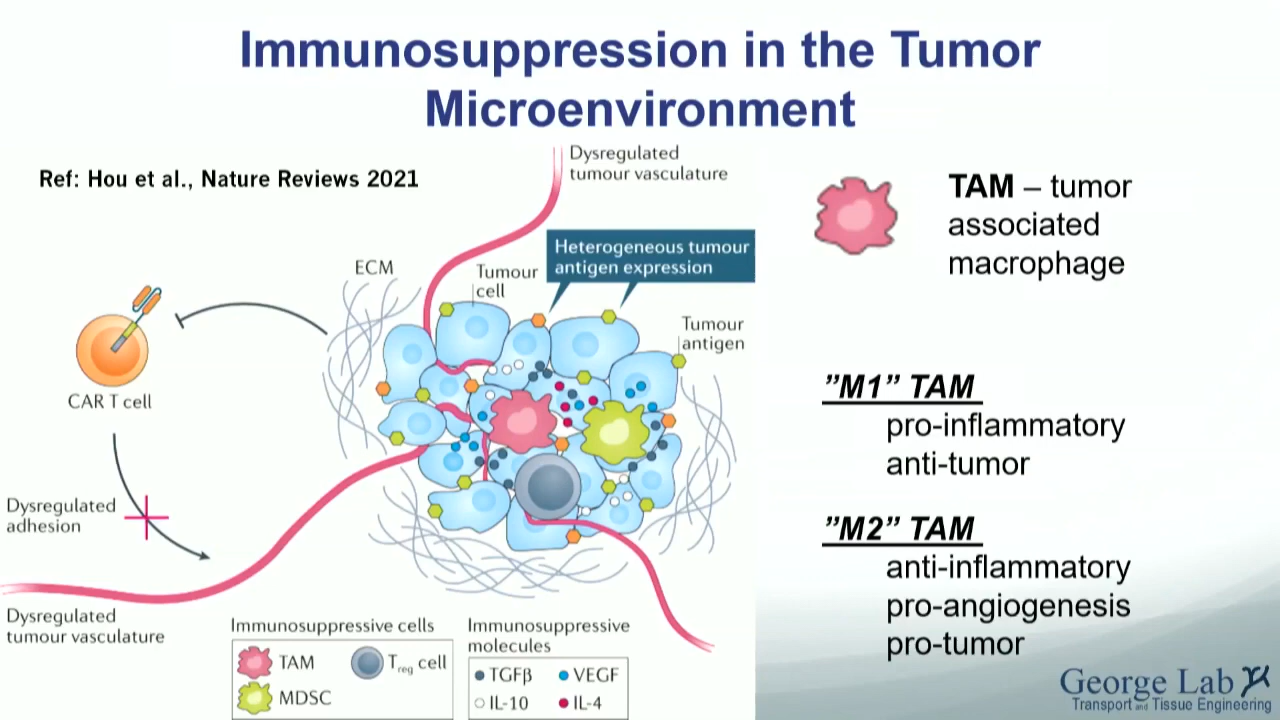 Immunosuppression in the Tumor
Microenvironment
Ref: Hou et al., Nature Reviews 2021
Dysregulated
tumour vasculature
Heterogeneous tumour
antigen expression
ECM
Tumour
cell
Tumour
antigen
CAR T cell
Dysregulated
adhesion
Dysregulated
tumour vasculature
Immunosuppressive cells
TAM
Treg cell
MDSC
Immunosuppressive
molecules
TGFβ
VEGF
IL-10
IL-4
TAM – tumor
associated
macrophage
”M1” TAM
pro-inflammatory
anti-tumor
”M2” TAM
anti-inflammatory
pro-angiogenesis
pro-tumor
George Lab
Transport and Tissue Engineering